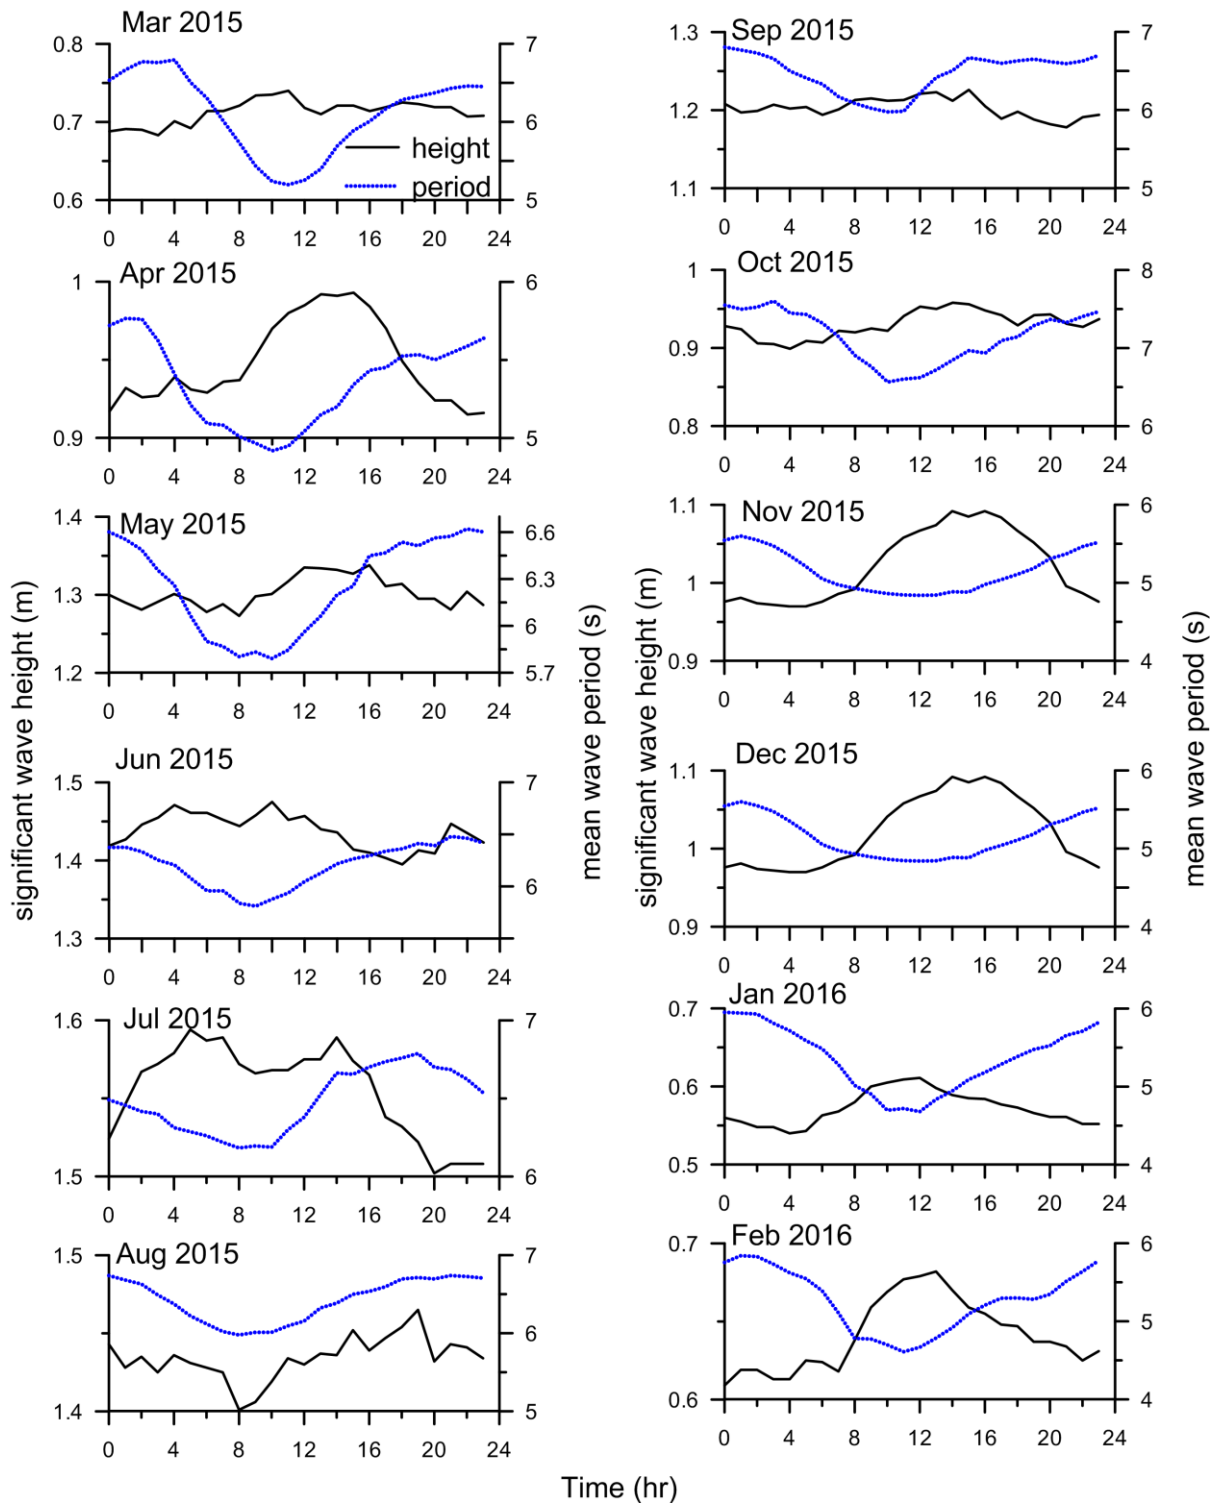 Mar 2015
0.8
0.7
0.6
7
6
5
height
period
0 4 8 12 16 20 24
Apr 2015
1
0.9
6
5
0 4 8 12 16 20 24
May 2015
1.4
1.3
1.2
6.6
6.3
6
5.7
0 4 8 12 16 20 24
Jun 2015
1.5
1.4
1.3
7
6
0 4 8 12 16 20 24
Jul 2015
1.6
1.5
7
6
0 4 8 12 16 20 24
Aug 2015
1.5
1.4
7
6
5
0 4 8 12 16 20 24
significant wave height (m)
mean wave period (s)
Sep 2015
1.3
1.2
1.1
7
6
5
0 4 8 12 16 20 24
Oct 2015
1
0.9
0.8
8
7
6
0 4 8 12 16 20 24
Nov 2015
1.1
1
0.9
6
5
4
0 4 8 12 16 20 24
Dec 2015
1.1
1
0.9
6
5
4
0 4 8 12 16 20 24
Jan 2016
0.7
0.6
0.5
6
5
4
0 4 8 12 16 20 24
Feb 2016
0.7
0.6
6
5
4
0 4 8 12 16 20 24
significant wave height (m)
mean wave period (s)
Time (hr)